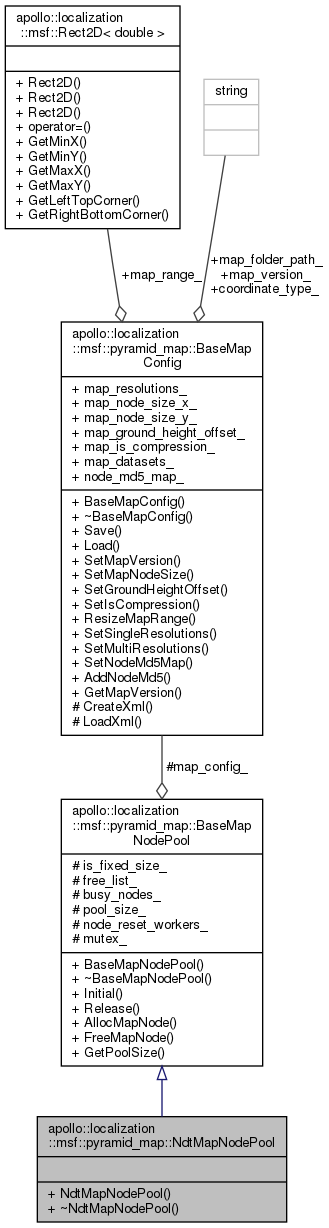 apollo::localization
::msf::Rect2D< double >
+ Rect2D()
+ Rect2D()
+ Rect2D()
+ operator=()
+ GetMinX()
+ GetMinY()
+ GetMaxX()
+ GetMaxY()
+ GetLeftTopCorner()
+ GetRightBottomCorner()
string
+map_range_
+map_folder_path_
+map_version_
+coordinate_type_
apollo::localization
::msf::pyramid_map::BaseMap
Config
+ map_resolutions_
+ map_node_size_x_
+ map_node_size_y_
+ map_ground_height_offset_
+ map_is_compression_
+ map_datasets_
+ node_md5_map_
+ BaseMapConfig()
+ ~BaseMapConfig()
+ Save()
+ Load()
+ SetMapVersion()
+ SetMapNodeSize()
+ SetGroundHeightOffset()
+ SetIsCompression()
+ ResizeMapRange()
+ SetSingleResolutions()
+ SetMultiResolutions()
+ SetNodeMd5Map()
+ AddNodeMd5()
+ GetMapVersion()
# CreateXml()
# LoadXml()
#map_config_
apollo::localization
::msf::pyramid_map::BaseMap
NodePool
# is_fixed_size_
# free_list_
# busy_nodes_
# pool_size_
# node_reset_workers_
# mutex_
+ BaseMapNodePool()
+ ~BaseMapNodePool()
+ Initial()
+ Release()
+ AllocMapNode()
+ FreeMapNode()
+ GetPoolSize()
apollo::localization
::msf::pyramid_map::NdtMapNodePool
+ NdtMapNodePool()
+ ~NdtMapNodePool()